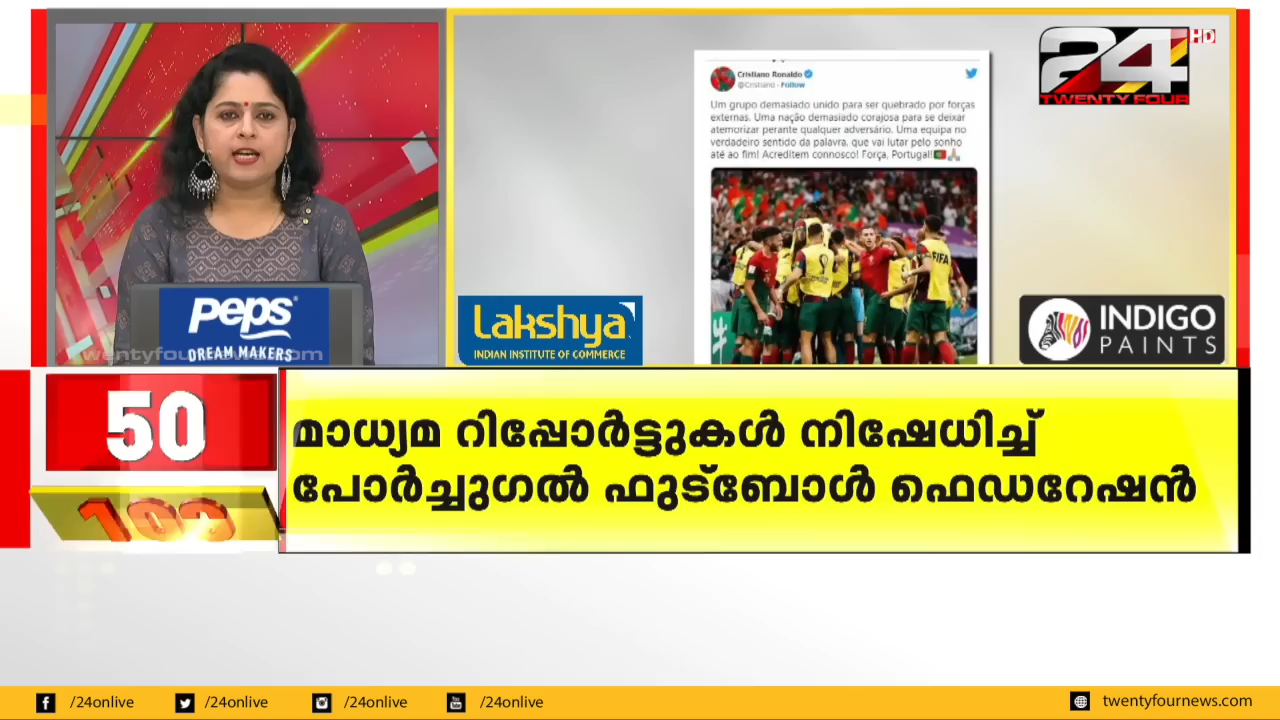 24 HD
TWENTY FOUR
Cristiano Ronaldo
@Cristiano · Follow
Um grupo demasiado unido para ser quebrado por forças
externas. Uma nação demasiado corajosa para se deixar
atemorizar perante qualquer adversário. Uma equipa no
verdadeiro sentido da palavra, que vai lutar pelo sonho
até ao fim! Acreditem connosco! Força, Portugal!🇵🇹🙏🏼
FIFA
Peps
DREAM MAKERS
twentyfournews.com
Lakshya
INDIAN INSTITUTE OF COMMERCE
INDIGO
PAINTS
50
100
മാധ്യമ റിപ്പോർട്ടുകൾ നിഷേധിച്ച്
പോർച്ചുഗൽ ഫുട്ബോൾ ഫെഡറേഷൻ
/24onlive
/24onlive
/24onlive
/24onlive
twentyfournews.com